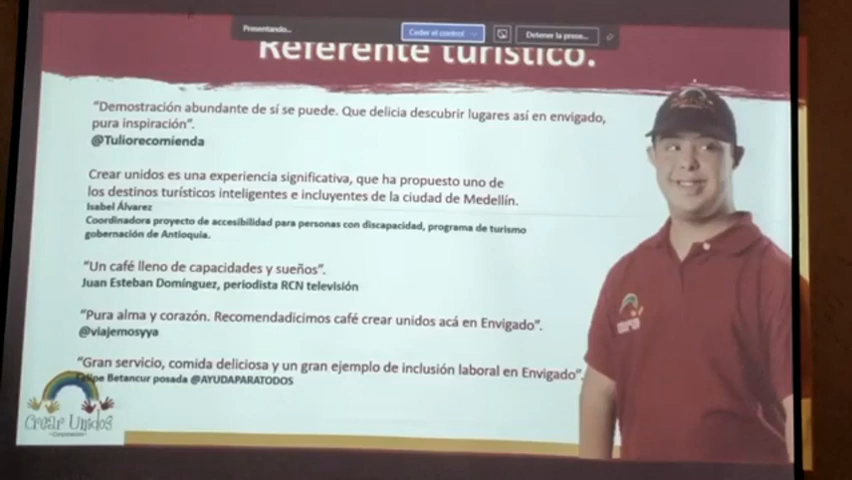 Presentando...
Ceder el control
Detener la prese...
Referente turístico.
“Demostración abundante de sí se puede. Que delicia descubrir lugares así en envigado,
pura inspiración”.
@Tuliorecomienda
Crear unidos es una experiencia significativa, que ha propuesto uno de
los destinos turísticos inteligentes e incluyentes de la ciudad de Medellín.
Isabel Álvarez
Coordinadora proyecto de accesibilidad para personas con discapacidad, programa de turismo
gobernación de Antioquia.
“Un café lleno de capacidades y sueños”.
Juan Esteban Domínguez, periodista RCN televisión
“Pura alma y corazón. Recomendadicimos café crear unidos acá en Envigado”.
@viajemosyya
“Gran servicio, comida deliciosa y un gran ejemplo de inclusión laboral en Envigado”.
Felipe Betancur posada @AYUDAPARATODOS
Crear Unidos
Corporación